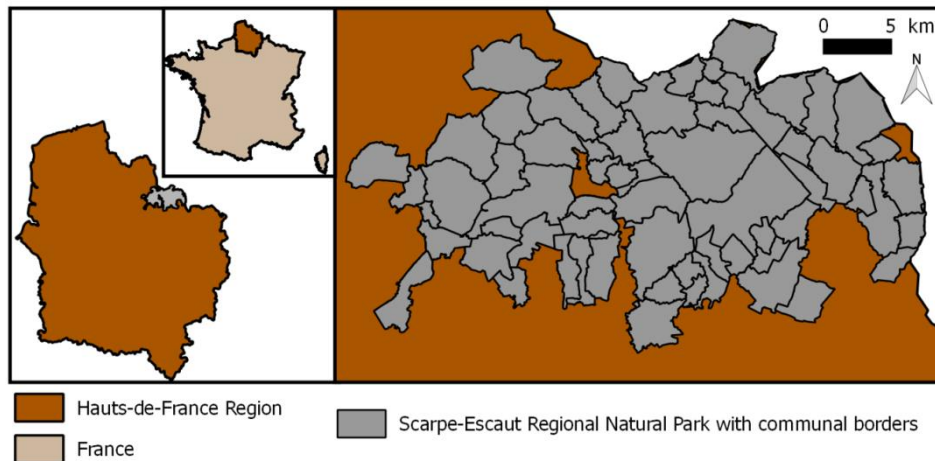 0 5 km
N
Hauts-de-France Region
France
Scarpe-Escaut Regional Natural Park with communal borders